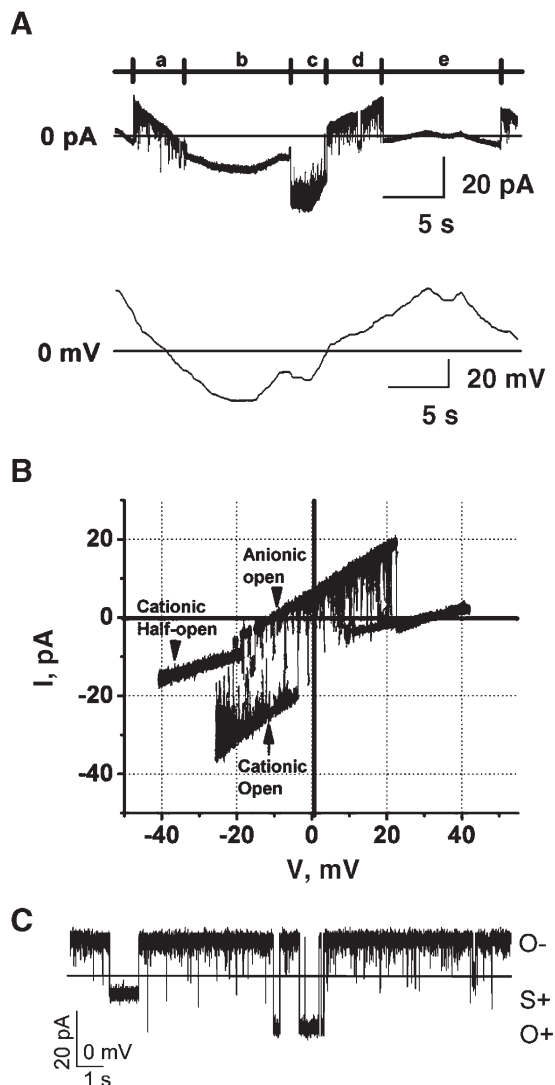 A
a b c d e
0 pA
20 pA
5 s
0 mV
20 mV
5 s
B
20
0
-20
-40
I, pA
Anionic
open
Cationic
Half-open
Cationic
Open
-40 -20 0 20 40
V, mV
C
O-
S+
O+
20 pA
0 mV
1 s